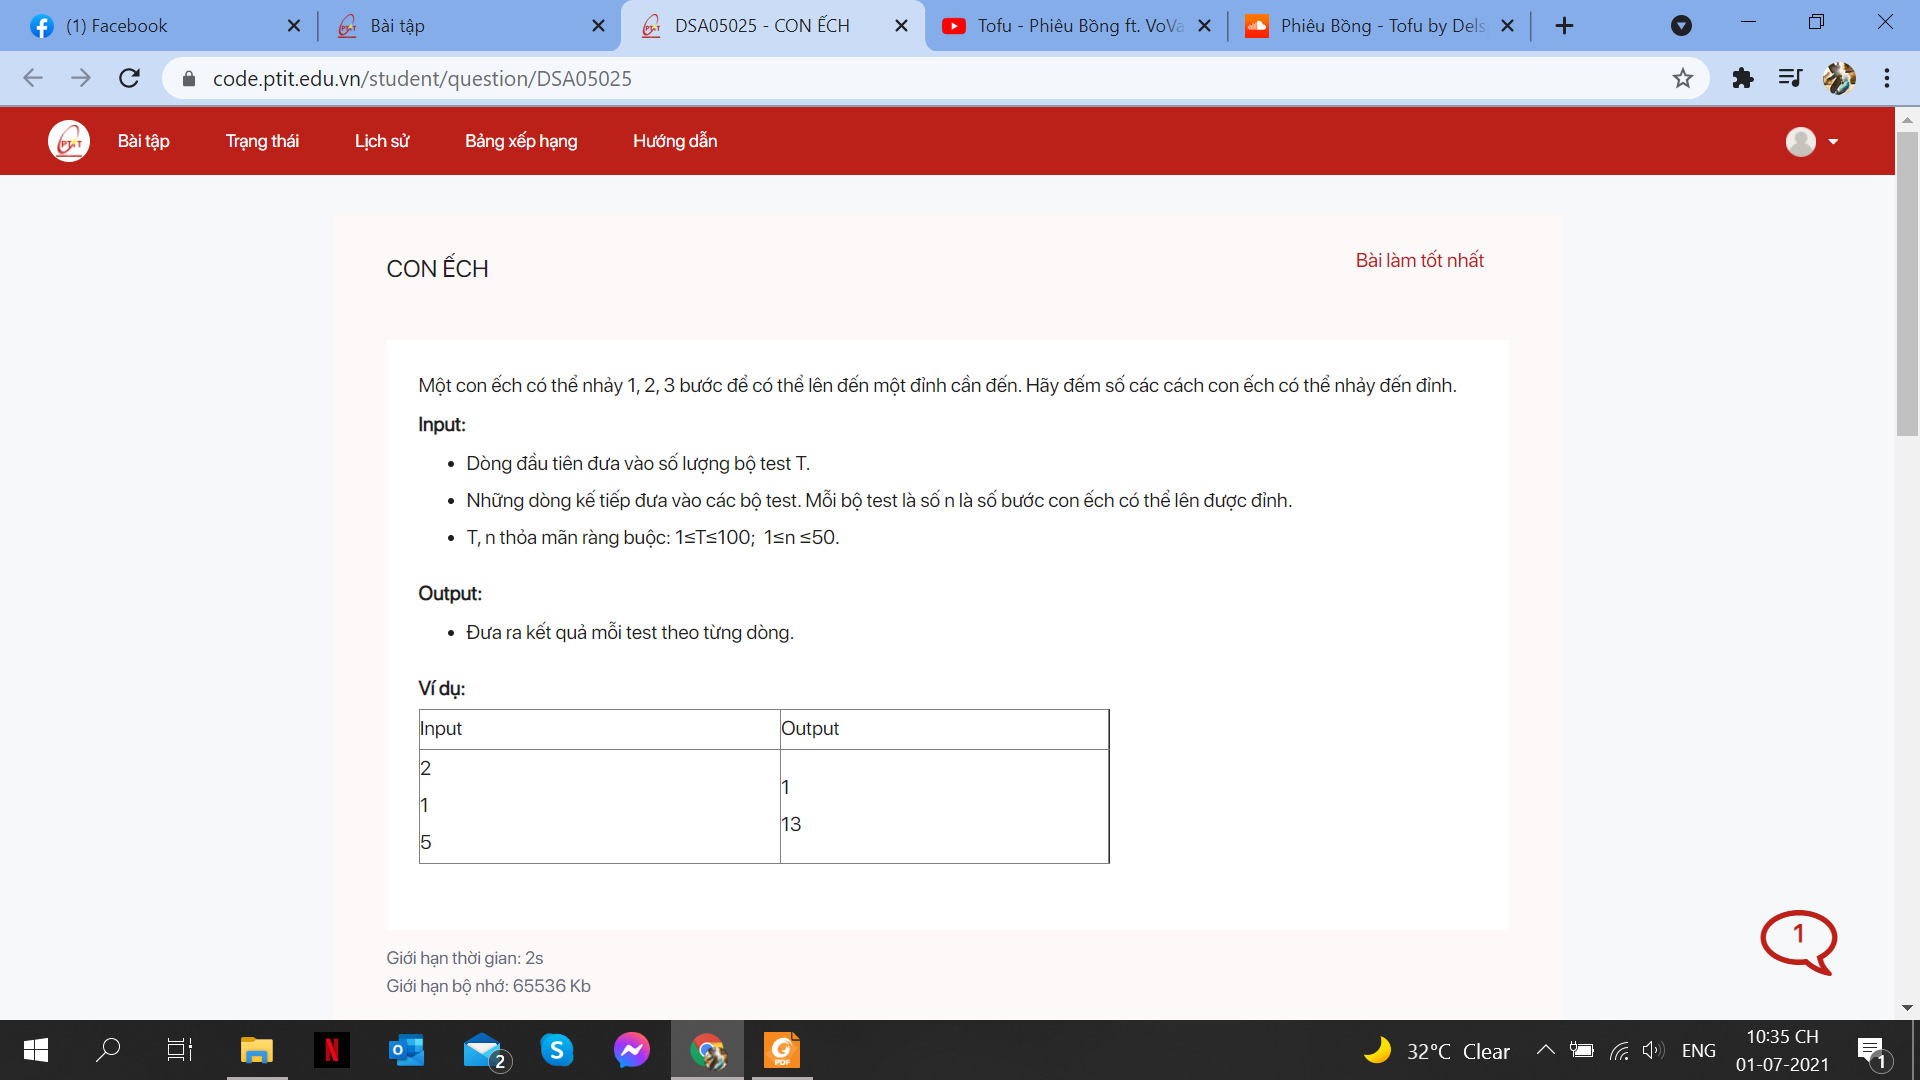 (1) Facebook
Bài tập
DSA05025 - CON ẾCH
Tofu - Phiêu Bồng ft. VoVa
Phiêu Bồng - Tofu by Dels
code.ptit.edu.vn/student/question/DSA05025
PTIT Bài tập Trạng thái Lịch sử Bảng xếp hạng Hướng dẫn
CON ẾCH
Bài làm tốt nhất
Một con ếch có thể nhảy 1, 2, 3 bước để có thể lên đến một đỉnh cần đến. Hãy đếm số các cách con ếch có thể nhảy đến đỉnh.
Input:
• Dòng đầu tiên đưa vào số lượng bộ test T.
• Những dòng kế tiếp đưa vào các bộ test. Mỗi bộ test là số n là số bước con ếch có thể lên được đỉnh.
• T, n thỏa mãn ràng buộc: 1≤T≤100;  1≤n ≤50.
Output:
• Đưa ra kết quả mỗi test theo từng dòng.
Ví dụ:
Input Output
2
1
5
1
13
1
Giới hạn thời gian: 2s
Giới hạn bộ nhớ: 65536 Kb
N
2
S
PDF
32°C Clear
ENG
10:35 CH
01-07-2021
1